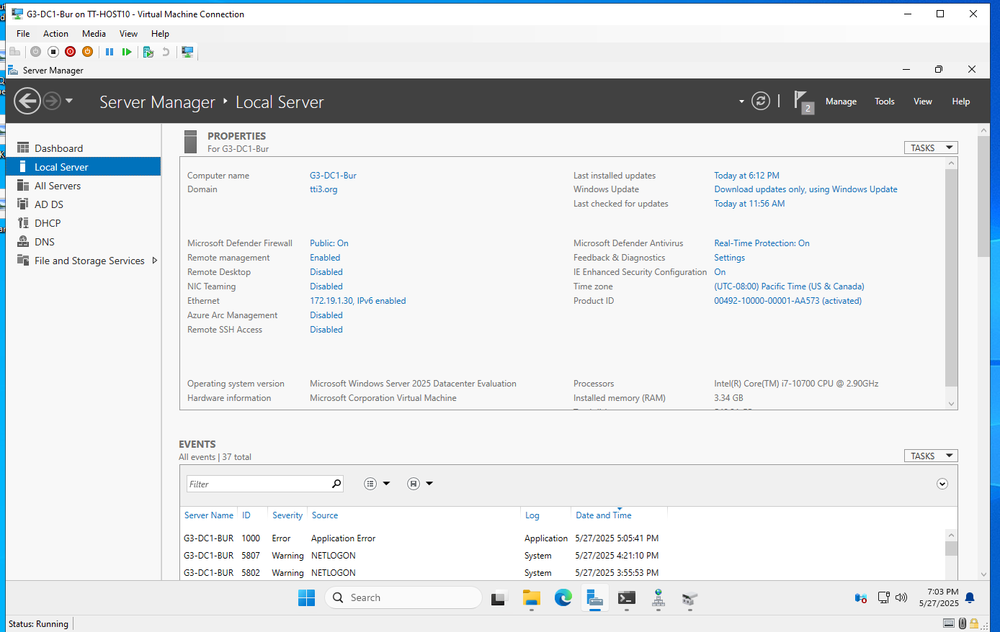 G3-DC1-Bur on TT-HOST10 - Virtual Machine Connection
File Action Media View Help
Server Manager
Server Manager ‣ Local Server
2 Manage Tools View Help
Dashboard
Local Server
All Servers
AD DS
DHCP
DNS
File and Storage Services
PROPERTIES
For G3-DC1-Bur
TASKS
Computer name G3-DC1-Bur Last installed updates Today at 6:12 PM
Domain tti3.org Windows Update Download updates only, using Windows Update
Last checked for updates Today at 11:56 AM
Microsoft Defender Firewall Public: On Microsoft Defender Antivirus Real-Time Protection: On
Remote management Enabled Feedback & Diagnostics Settings
Remote Desktop Disabled IE Enhanced Security Configuration On
NIC Teaming Disabled Time zone (UTC-08:00) Pacific Time (US & Canada)
Ethernet 172.19.1.30, IPv6 enabled Product ID 00492-10000-00001-AA573 (activated)
Azure Arc Management Disabled
Remote SSH Access Disabled
Operating system version Microsoft Windows Server 2025 Datacenter Evaluation Processors Intel(R) Core(TM) i7-10700 CPU @ 2.90GHz
Hardware information Microsoft Corporation Virtual Machine Installed memory (RAM) 3.34 GB
EVENTS
All events | 37 total
TASKS
Filter
Server Name ID Severity Source Log Date and Time
G3-DC1-BUR 1000 Error Application Error Application 5/27/2025 5:05:41 PM
G3-DC1-BUR 5807 Warning NETLOGON System 5/27/2025 4:21:10 PM
G3-DC1-BUR 5802 Warning NETLOGON System 5/27/2025 3:55:53 PM
Search
7:03 PM
5/27/2025
Status: Running